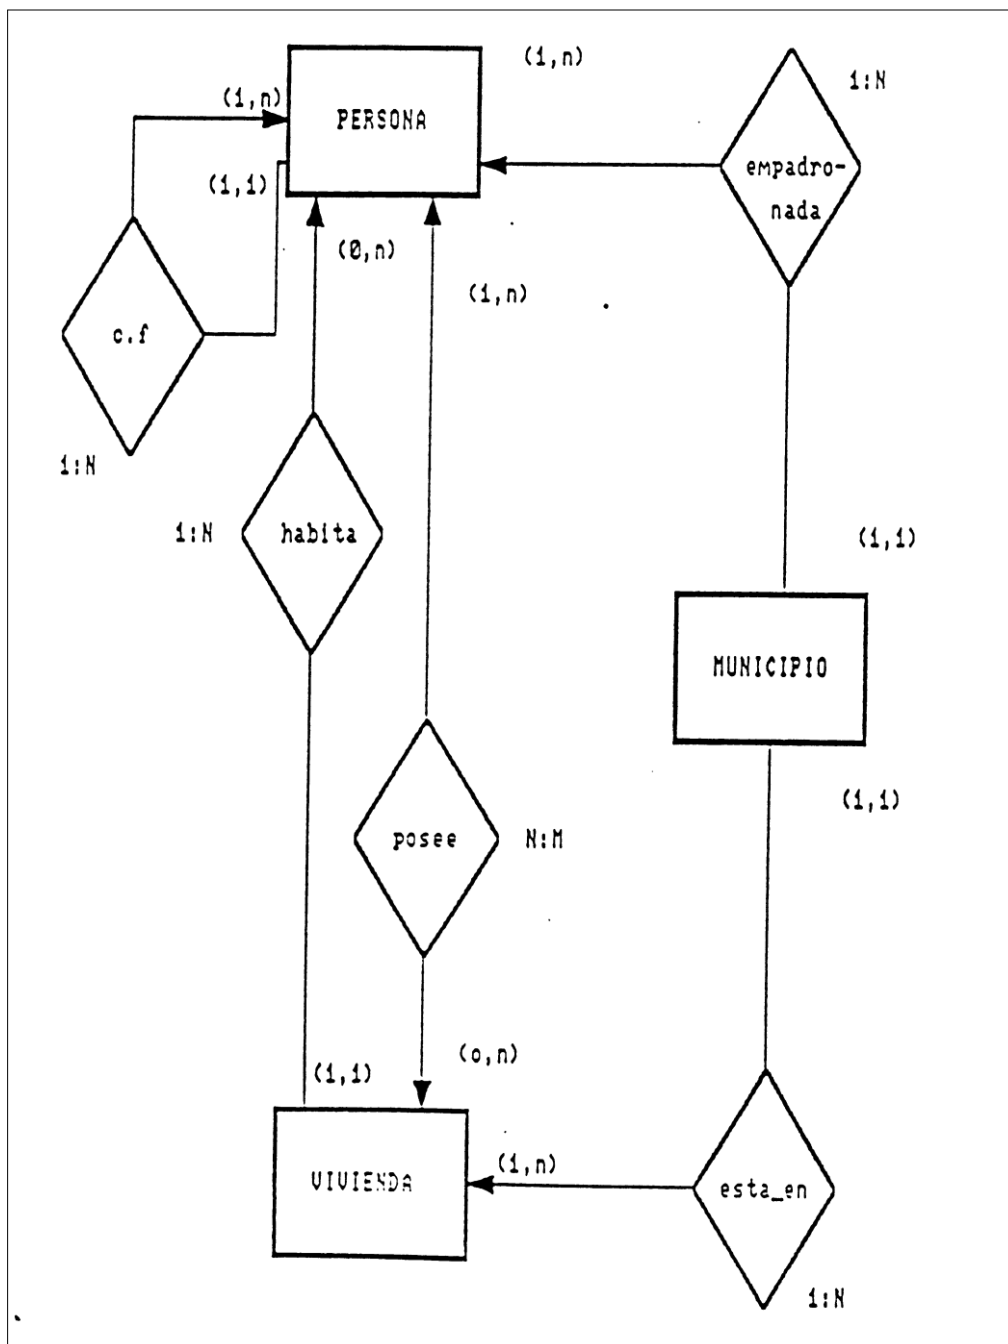 (1,n)
1:N
(1,n)
PERSONA
empadro-
nada
(1,1)
(0,n)
(1,n)
c.f
1:N
1:N
habita
(1,1)
MUNICIPIO
(1,1)
posee
N:M
(o,n)
(1,1)
(1,n)
VIVIENDA
esta_en
1:N